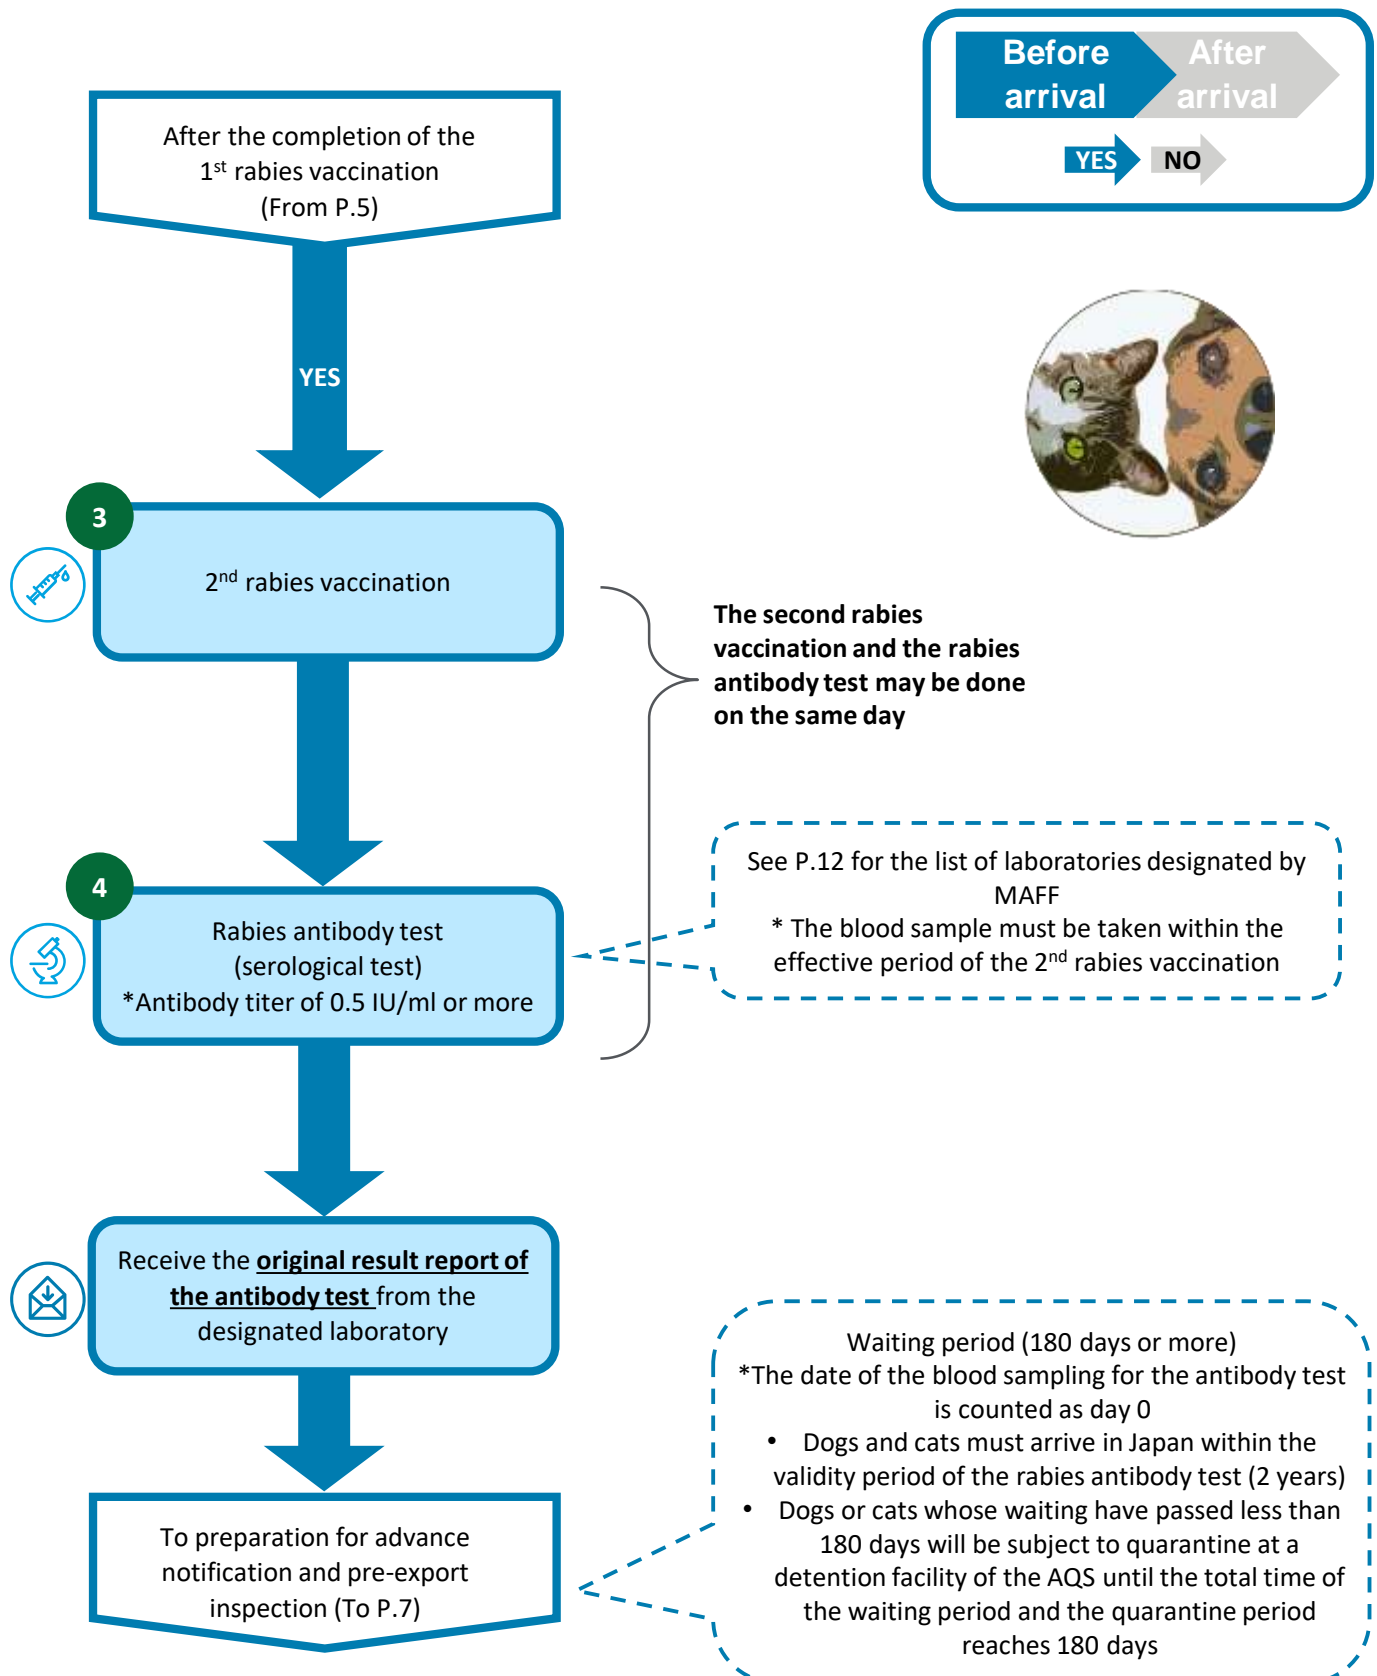 Before
arrival
After
arrival
YES
NO
After the completion of the
1st rabies vaccination
(From P.5)
YES
3
2nd rabies vaccination
The second rabies
vaccination and the rabies
antibody test may be done
on the same day
4
Rabies antibody test
(serological test)
*Antibody titer of 0.5 IU/ml or more
See P.12 for the list of laboratories designated by
MAFF
* The blood sample must be taken within the
effective period of the 2nd rabies vaccination
Receive the original result report of
the antibody test from the
designated laboratory
Waiting period (180 days or more)
*The date of the blood sampling for the antibody test
is counted as day 0
• Dogs and cats must arrive in Japan within the
validity period of the rabies antibody test (2 years)
• Dogs or cats whose waiting have passed less than
180 days will be subject to quarantine at a
detention facility of the AQS until the total time of
the waiting period and the quarantine period
reaches 180 days
To preparation for advance
notification and pre-export
inspection (To P.7)